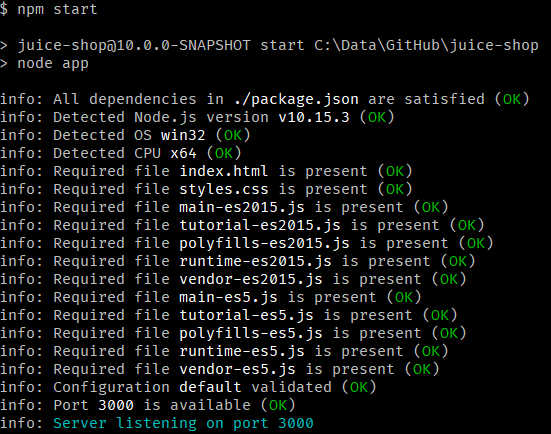 $ npm start
> juice-shop@10.0.0-SNAPSHOT start C:\Data\GitHub\juice-shop
> node app
info: All dependencies in ./package.json are satisfied (OK)
info: Detected Node.js version v10.15.3 (OK)
info: Detected OS win32 (OK)
info: Detected CPU x64 (OK)
info: Required file index.html is present (OK)
info: Required file styles.css is present (OK)
info: Required file main-es2015.js is present (OK)
info: Required file tutorial-es2015.js is present (OK)
info: Required file polyfills-es2015.js is present (OK)
info: Required file runtime-es2015.js is present (OK)
info: Required file vendor-es2015.js is present (OK)
info: Required file main-es5.js is present (OK)
info: Required file tutorial-es5.js is present (OK)
info: Required file polyfills-es5.js is present (OK)
info: Required file runtime-es5.js is present (OK)
info: Required file vendor-es5.js is present (OK)
info: Configuration default validated (OK)
info: Port 3000 is available (OK)
info: Server listening on port 3000